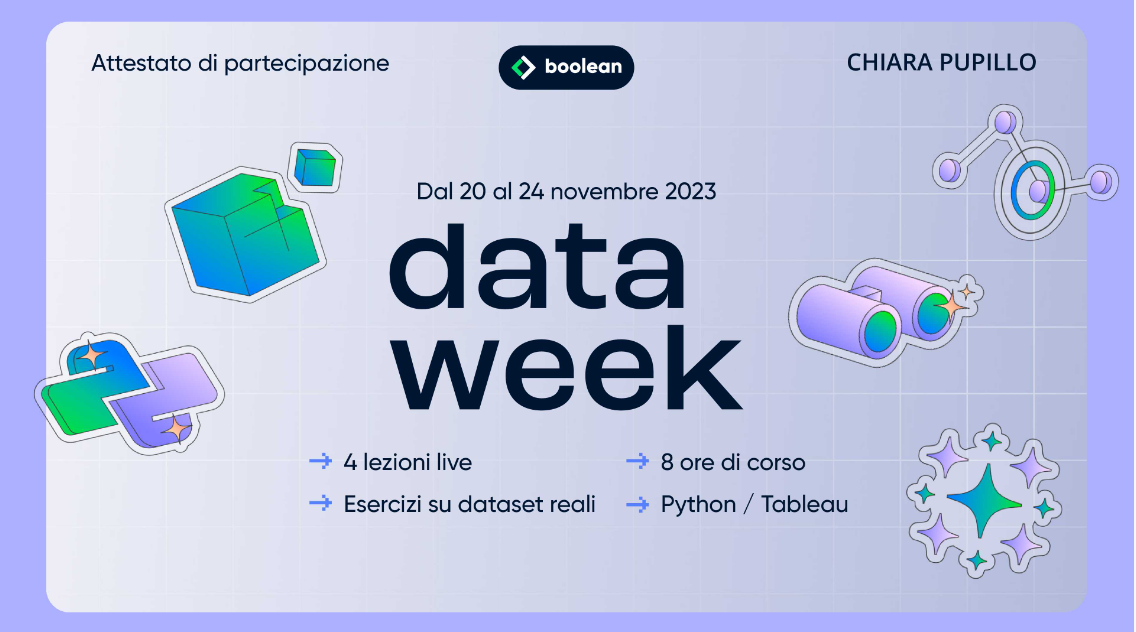 Attestato di partecipazione
boolean
CHIARA PUPILLO
Dal 20 al 24 novembre 2023
data
week
4 lezioni live
8 ore di corso
Esercizi su dataset reali
Python / Tableau